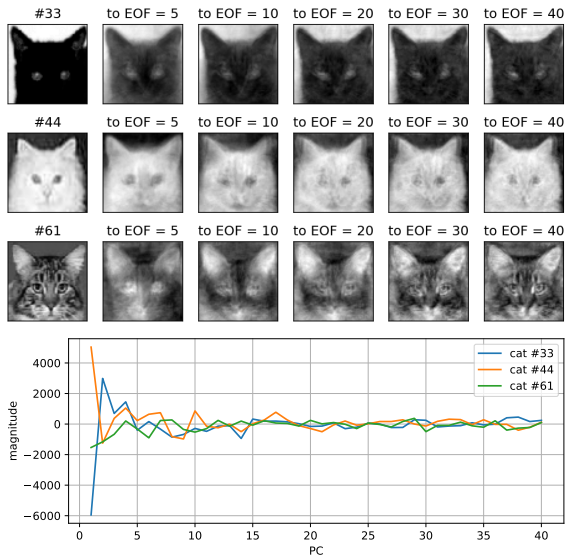 #33 to EOF = 5 to EOF = 10 to EOF = 20 to EOF = 30 to EOF = 40
#44 to EOF = 5 to EOF = 10 to EOF = 20 to EOF = 30 to EOF = 40
#61 to EOF = 5 to EOF = 10 to EOF = 20 to EOF = 30 to EOF = 40
cat #33
cat #44
cat #61
4000
2000
0
−2000
−4000
−6000
magnitude
0 5 10 15 20 25 30 35 40
PC